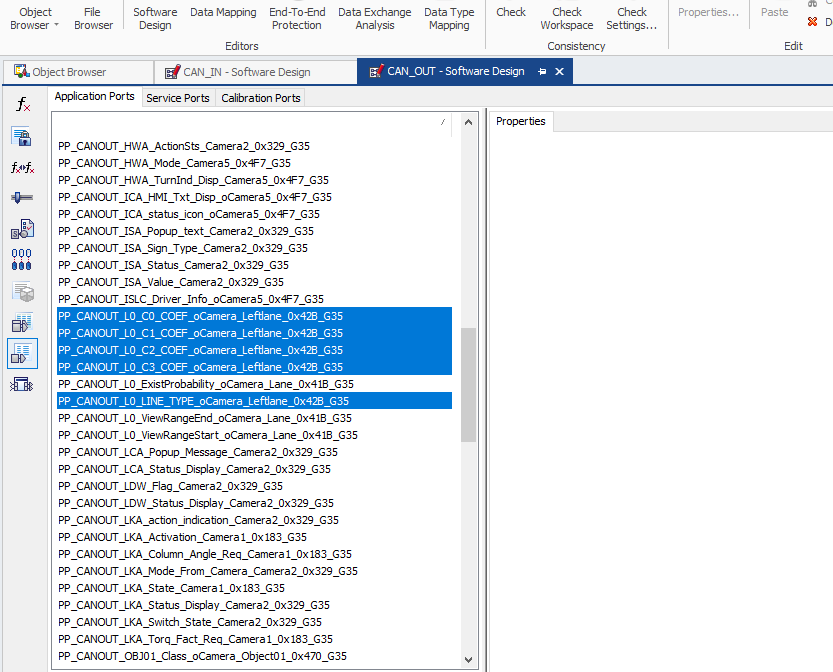 Object
Browser
File
Browser
Software
Design
Data Mapping
End-To-End
Protection
Data Exchange
Analysis
Data Type
Mapping
Check
Check
Workspace
Check
Settings...
Properties...
Paste
Editors
Consistency
Edit
Object Browser
CAN_IN - Software Design
CAN_OUT - Software Design
Application Ports
Service Ports
Calibration Ports
Properties
PP_CANOUT_HWA_ActionSts_Camera2_0x329_G35
PP_CANOUT_HWA_Mode_Camera5_0x4F7_G35
PP_CANOUT_HWA_TurnInd_Disp_Camera5_0x4F7_G35
PP_CANOUT_ICA_HMI_Txt_Disp_oCamera5_0x4F7_G35
PP_CANOUT_ICA_status_icon_oCamera5_0x4F7_G35
PP_CANOUT_ISA_Popup_text_Camera2_0x329_G35
PP_CANOUT_ISA_Sign_Type_Camera2_0x329_G35
PP_CANOUT_ISA_Status_Camera2_0x329_G35
PP_CANOUT_ISA_Value_Camera2_0x329_G35
PP_CANOUT_ISLC_Driver_Info_oCamera5_0x4F7_G35
PP_CANOUT_L0_C0_COEF_oCamera_Leftlane_0x42B_G35
PP_CANOUT_L0_C1_COEF_oCamera_Leftlane_0x42B_G35
PP_CANOUT_L0_C2_COEF_oCamera_Leftlane_0x42B_G35
PP_CANOUT_L0_C3_COEF_oCamera_Leftlane_0x42B_G35
PP_CANOUT_L0_ExistProbability_oCamera_Lane_0x41B_G35
PP_CANOUT_L0_LINE_TYPE_oCamera_Leftlane_0x42B_G35
PP_CANOUT_L0_ViewRangeEnd_oCamera_Lane_0x41B_G35
PP_CANOUT_L0_ViewRangeStart_oCamera_Lane_0x41B_G35
PP_CANOUT_LCA_Popup_Message_Camera2_0x329_G35
PP_CANOUT_LCA_Status_Display_Camera2_0x329_G35
PP_CANOUT_LDW_Flag_Camera2_0x329_G35
PP_CANOUT_LDW_Status_Display_Camera2_0x329_G35
PP_CANOUT_LKA_action_indication_Camera2_0x329_G35
PP_CANOUT_LKA_Activation_Camera1_0x183_G35
PP_CANOUT_LKA_Column_Angle_Req_Camera1_0x183_G35
PP_CANOUT_LKA_Mode_From_Camera_Camera2_0x329_G35
PP_CANOUT_LKA_State_Camera1_0x183_G35
PP_CANOUT_LKA_Status_Display_Camera2_0x329_G35
PP_CANOUT_LKA_Switch_State_Camera2_0x329_G35
PP_CANOUT_LKA_Torq_Fact_Req_Camera1_0x183_G35
PP_CANOUT_OBJ01_Class_oCamera_Object01_0x470_G35